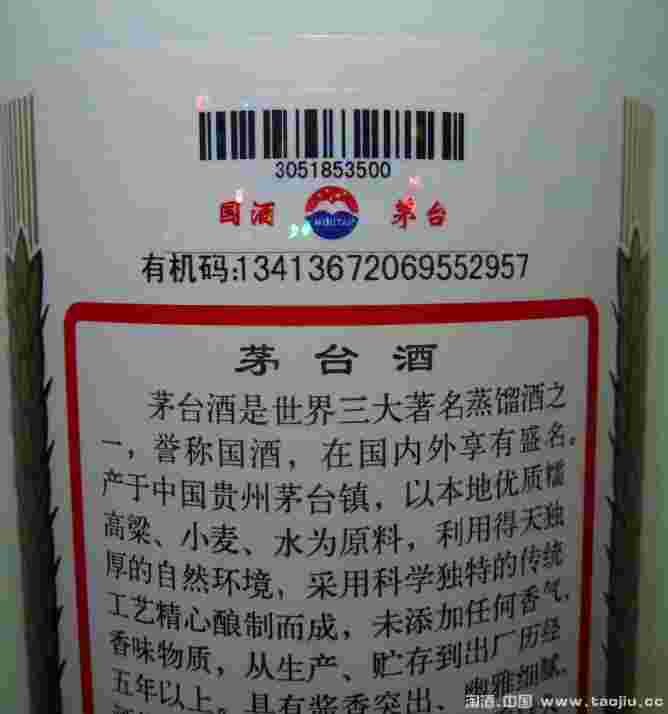 3051853500
国酒 MOUTAI 茅台
有机码:13413672069552957
茅台酒
茅台酒是世界三大著名蒸馏酒之
一，誉称国酒，在国内外享有盛名。
产于中国贵州茅台镇，以本地优质糯
高粱、小麦、水为原料，利用得天独
厚的自然环境，采用科学独特的传统
工艺精心酿制而成，未添加任何香气、
香味物质，从生产、贮存到出厂历经
五年以上。具有酱香突出、幽雅细腻、
淘酒.中国 www.taojiu.cc